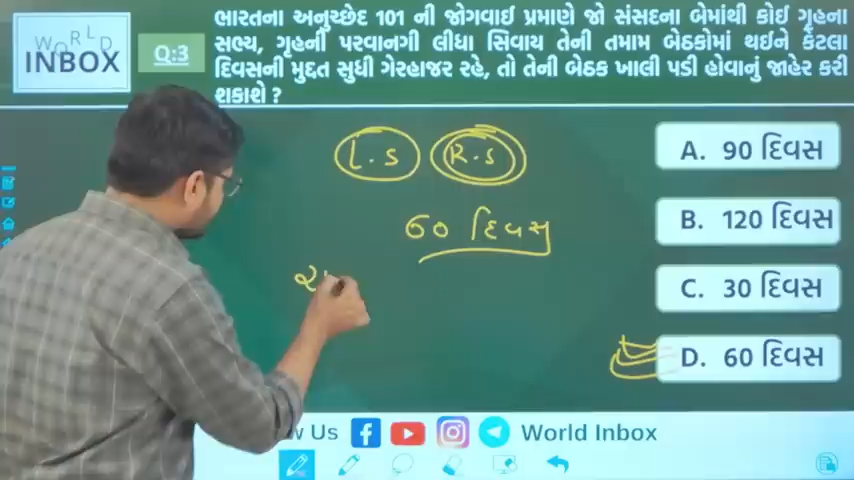 ભારતના અનુચ્છેદ 101 ની જોગવાઈ પ્રમાણે જો સંસદના બેમાંથી કોઈ ગૃહના
WORLD
INBOX
Q:3
સભ્ય, ગૃહની પરવાનગી લીધા સિવાય તેની તમામ બેઠકોમાં થઈને કેટલા
દિવસની મુદ્દત સુધી ગેરહાજર રહે, તો તેની બેઠક ખાલી પડી હોવાનું જાહેર કરી
શકાશે ?
L.S
R.S
A. 90 દિવસ
60 દિવસ
B. 120 દિવસ
C. 30 દિવસ
D. 60 દિવસ
w Us
World Inbox